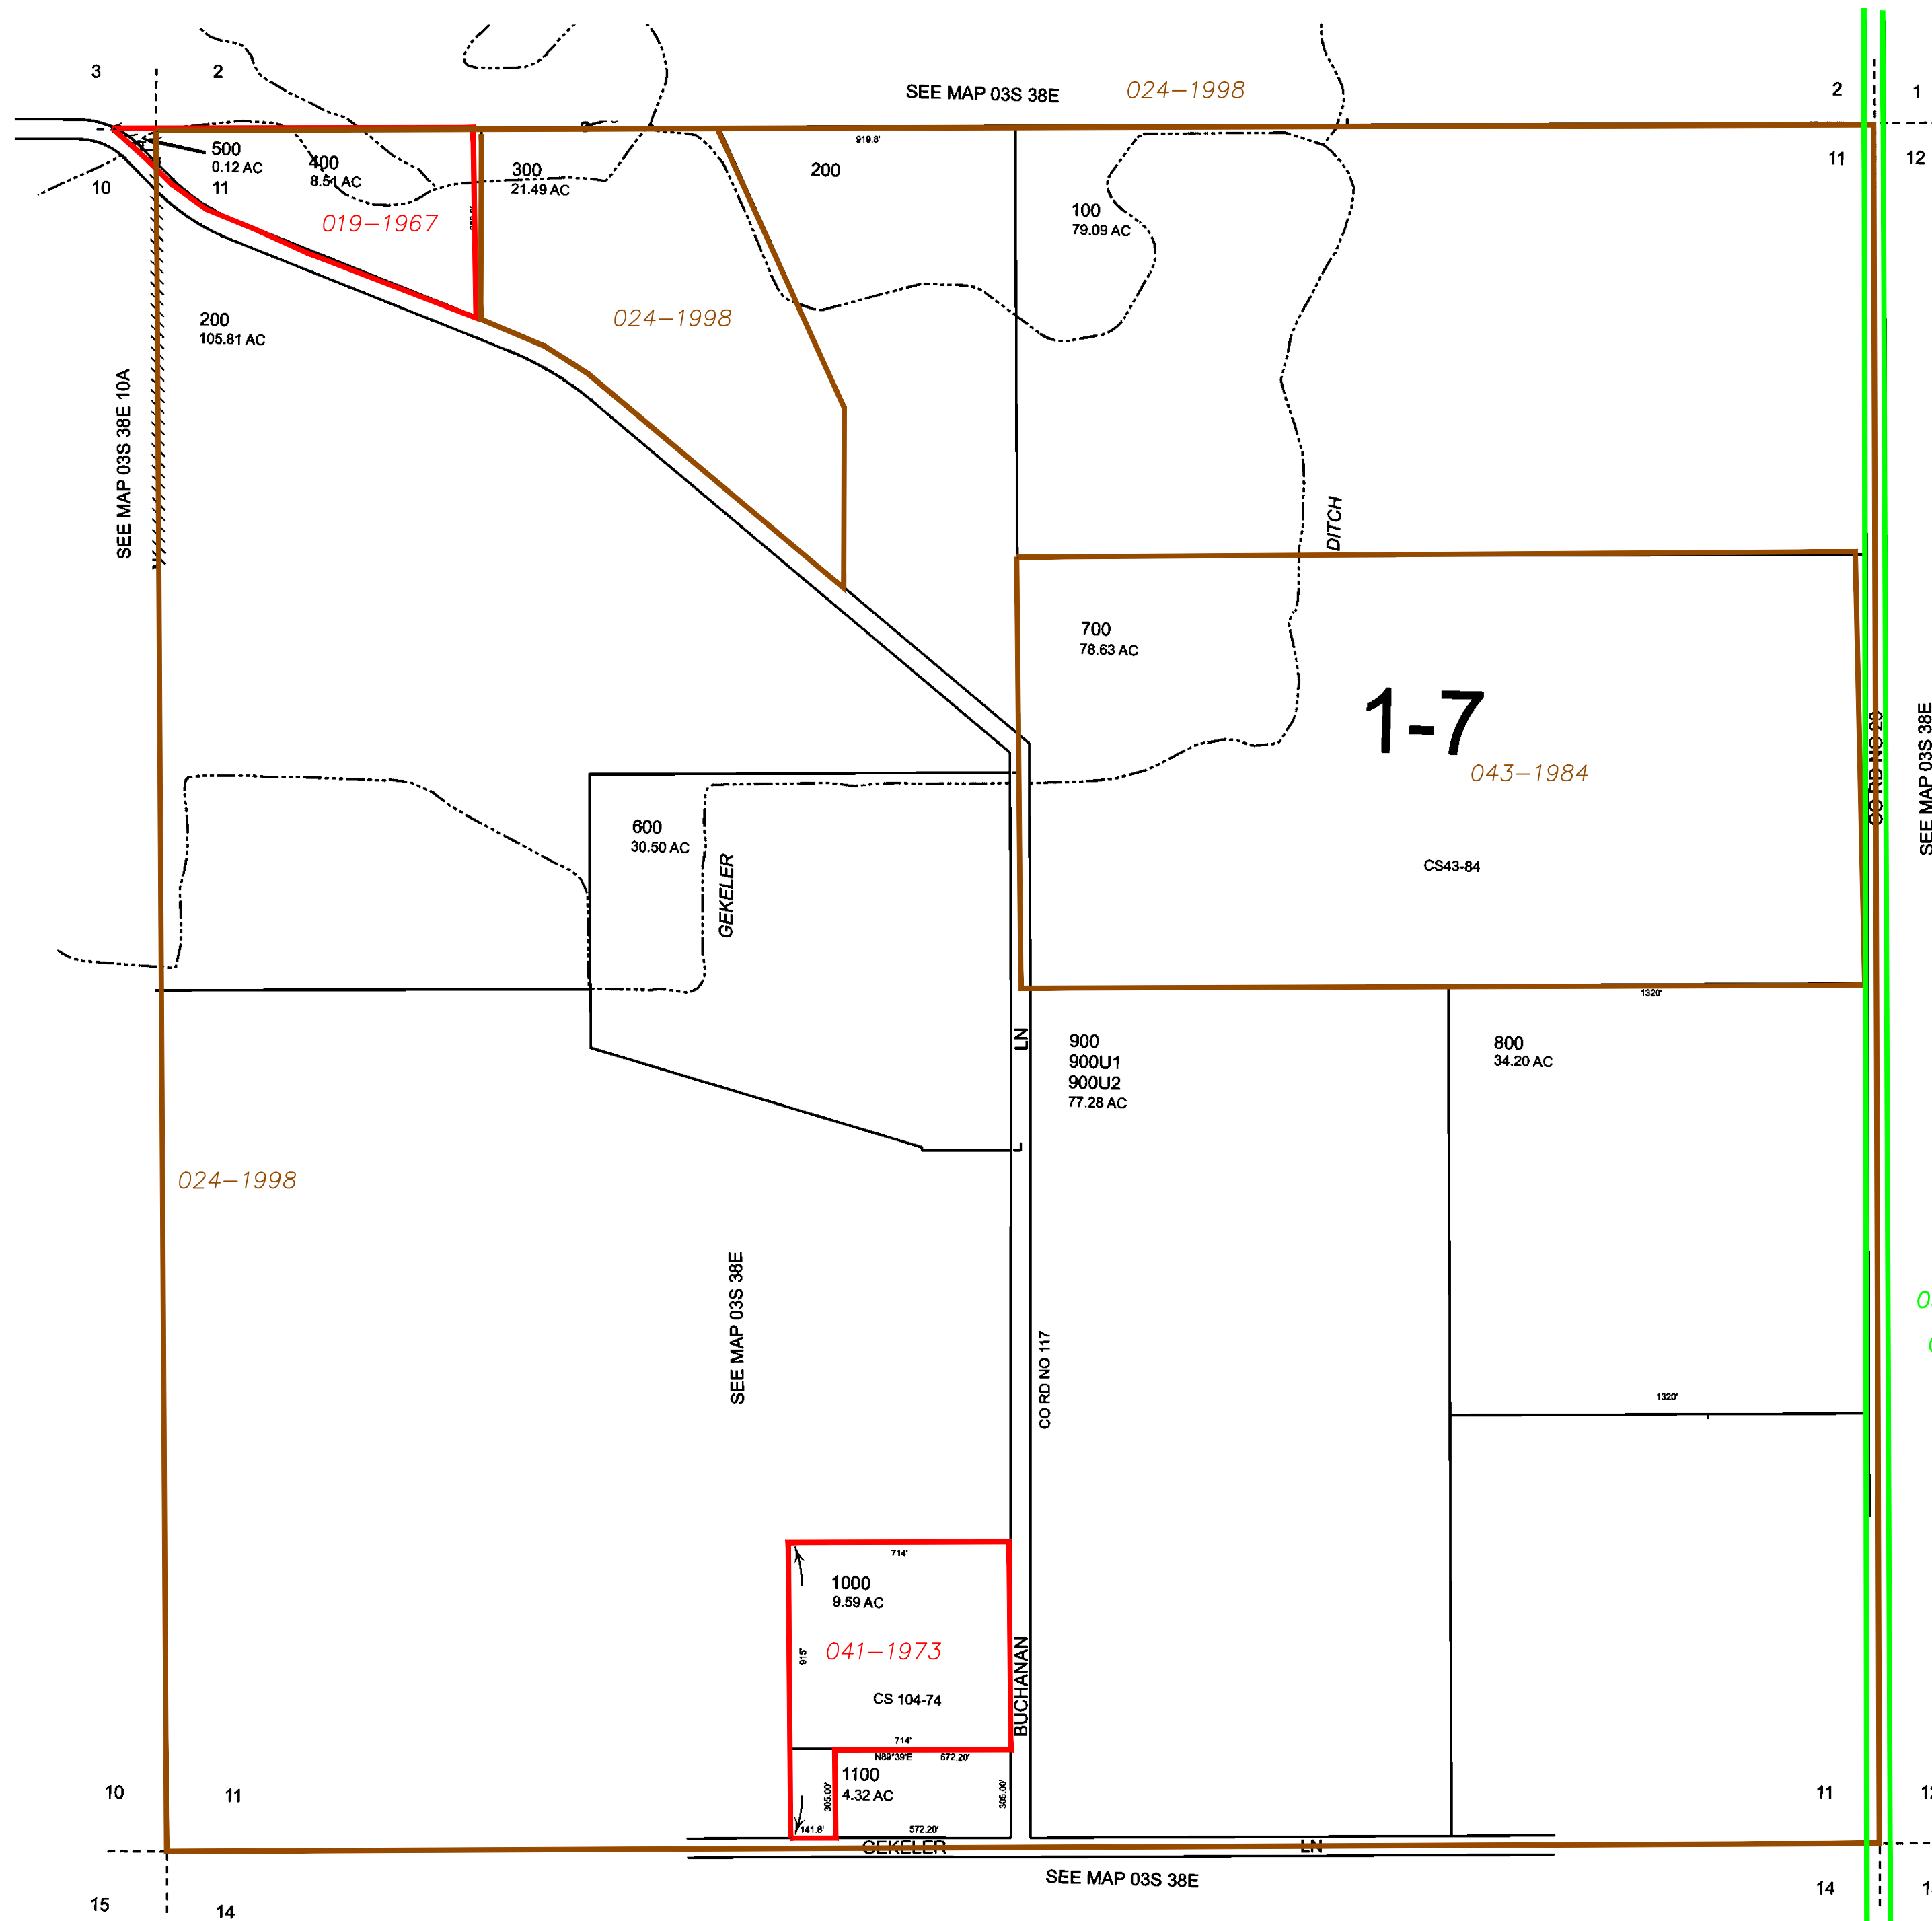 3
2
SEE MAP 03S 38E
024-1998
2
1
500
0.12 AC
400
8.51 AC
300
21.49 AC
919.8'
200
11
12
10
11
019-1967
100
79.09 AC
200
105.81 AC
024-1998
SEE MAP 03S 38E 10A
DITCH
700
78.63 AC
1-7
043-1984
CO RD NO 26
SEE MAP 03S 38E
600
30.50 AC
GEKELER
CS43-84
1320'
LN
900
900U1
900U2
77.28 AC
800
34.20 AC
024-1998
SEE MAP 03S 38E
CO RD NO 117
1320'
714'
1000
9.59 AC
915'
041-1973
CS 104-74
BUCHANAN
714'
N89°39'E 572.20'
1100
4.32 AC
305.00'
305.00'
141.8'
572.20'
10
11
11
GEKELER
LN
SEE MAP 03S 38E
15
14
14